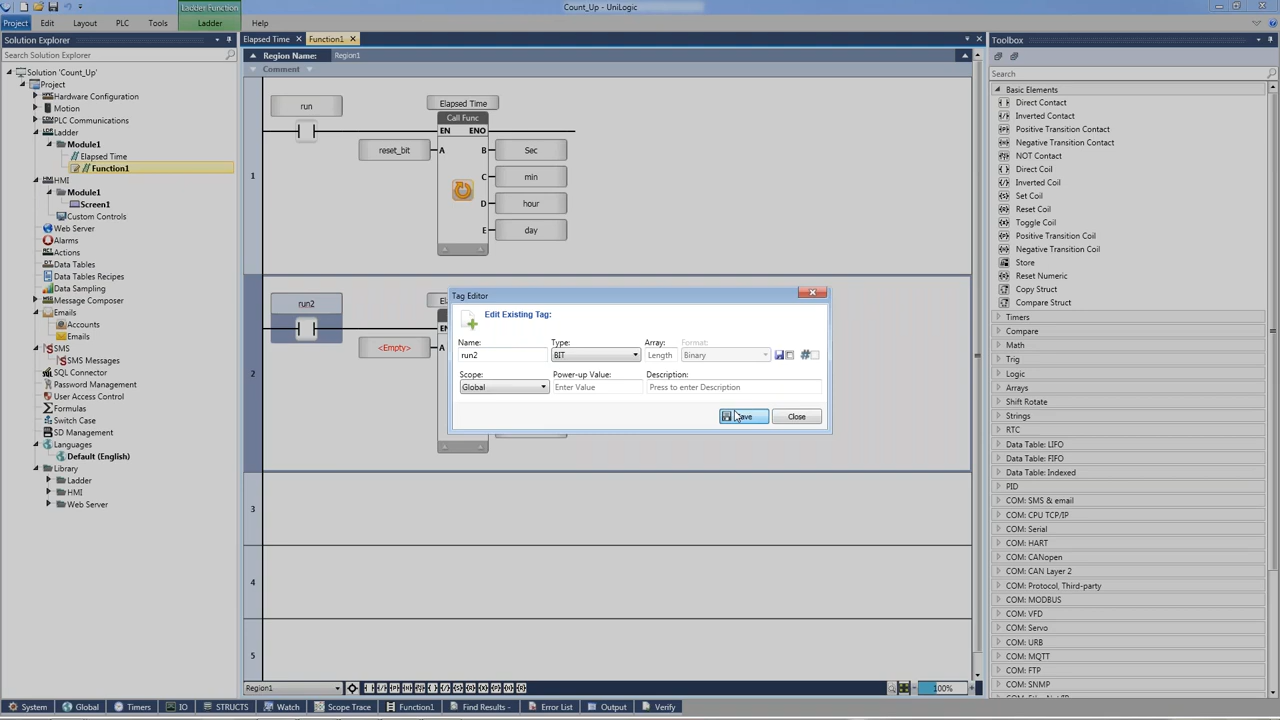 Ladder Function
Count_Up - UniLogic
Project
Edit
Layout
PLC
Tools
Ladder
Help
Solution Explorer
Elapsed Time
Function1
Toolbox
Search Solution Explorer
Region Name:
Region1
Search
Comment
Solution 'Count_Up'
Project
Hardware Configuration
Motion
PLC Communications
Ladder
Module1
Elapsed Time
Function1
HMI
Module1
Screen1
Custom Controls
Web Server
Alarms
Actions
Data Tables
Data Tables Recipes
Data Sampling
Message Composer
Emails
Accounts
Emails
SMS
SMS Messages
SQL Connector
Password Management
User Access Control
Formulas
Switch Case
SD Management
Languages
Default (English)
Library
Ladder
HMI
Web Server
run
Elapsed Time
Call Func
EN ENO
reset_bit
A
B
Sec
C
min
1
D
hour
E
day
run2
El
EN
<Empty>
A
2
3
4
5
Tag Editor
Edit Existing Tag:
Name:
Type:
Array:
Format:
run2
BIT
Length
Binary
Scope:
Power-up Value:
Description:
Global
Enter Value
Press to enter Description
Close
Basic Elements
Direct Contact
Inverted Contact
Positive Transition Contact
Negative Transition Contact
NOT Contact
Direct Coil
Inverted Coil
Set Coil
Reset Coil
Toggle Coil
Positive Transition Coil
Negative Transition Coil
Store
Reset Numeric
Copy Struct
Compare Struct
Timers
Compare
Math
Trig
Logic
Arrays
Shift Rotate
Strings
RTC
Data Table: LIFO
Data Table: FIFO
Data Table: Indexed
PID
COM: SMS & email
COM: CPU TCP/IP
COM: Serial
COM: HART
COM: CANopen
COM: CAN Layer 2
COM: Protocol, Third-party
COM: MODBUS
COM: VFD
COM: Servo
COM: URB
COM: MQTT
COM: FTP
COM: SNMP
Region1
100%
System
Global
Timers
IO
STRUCTS
Watch
Scope Trace
Function1
Find Results -
Error List
Output
Verify